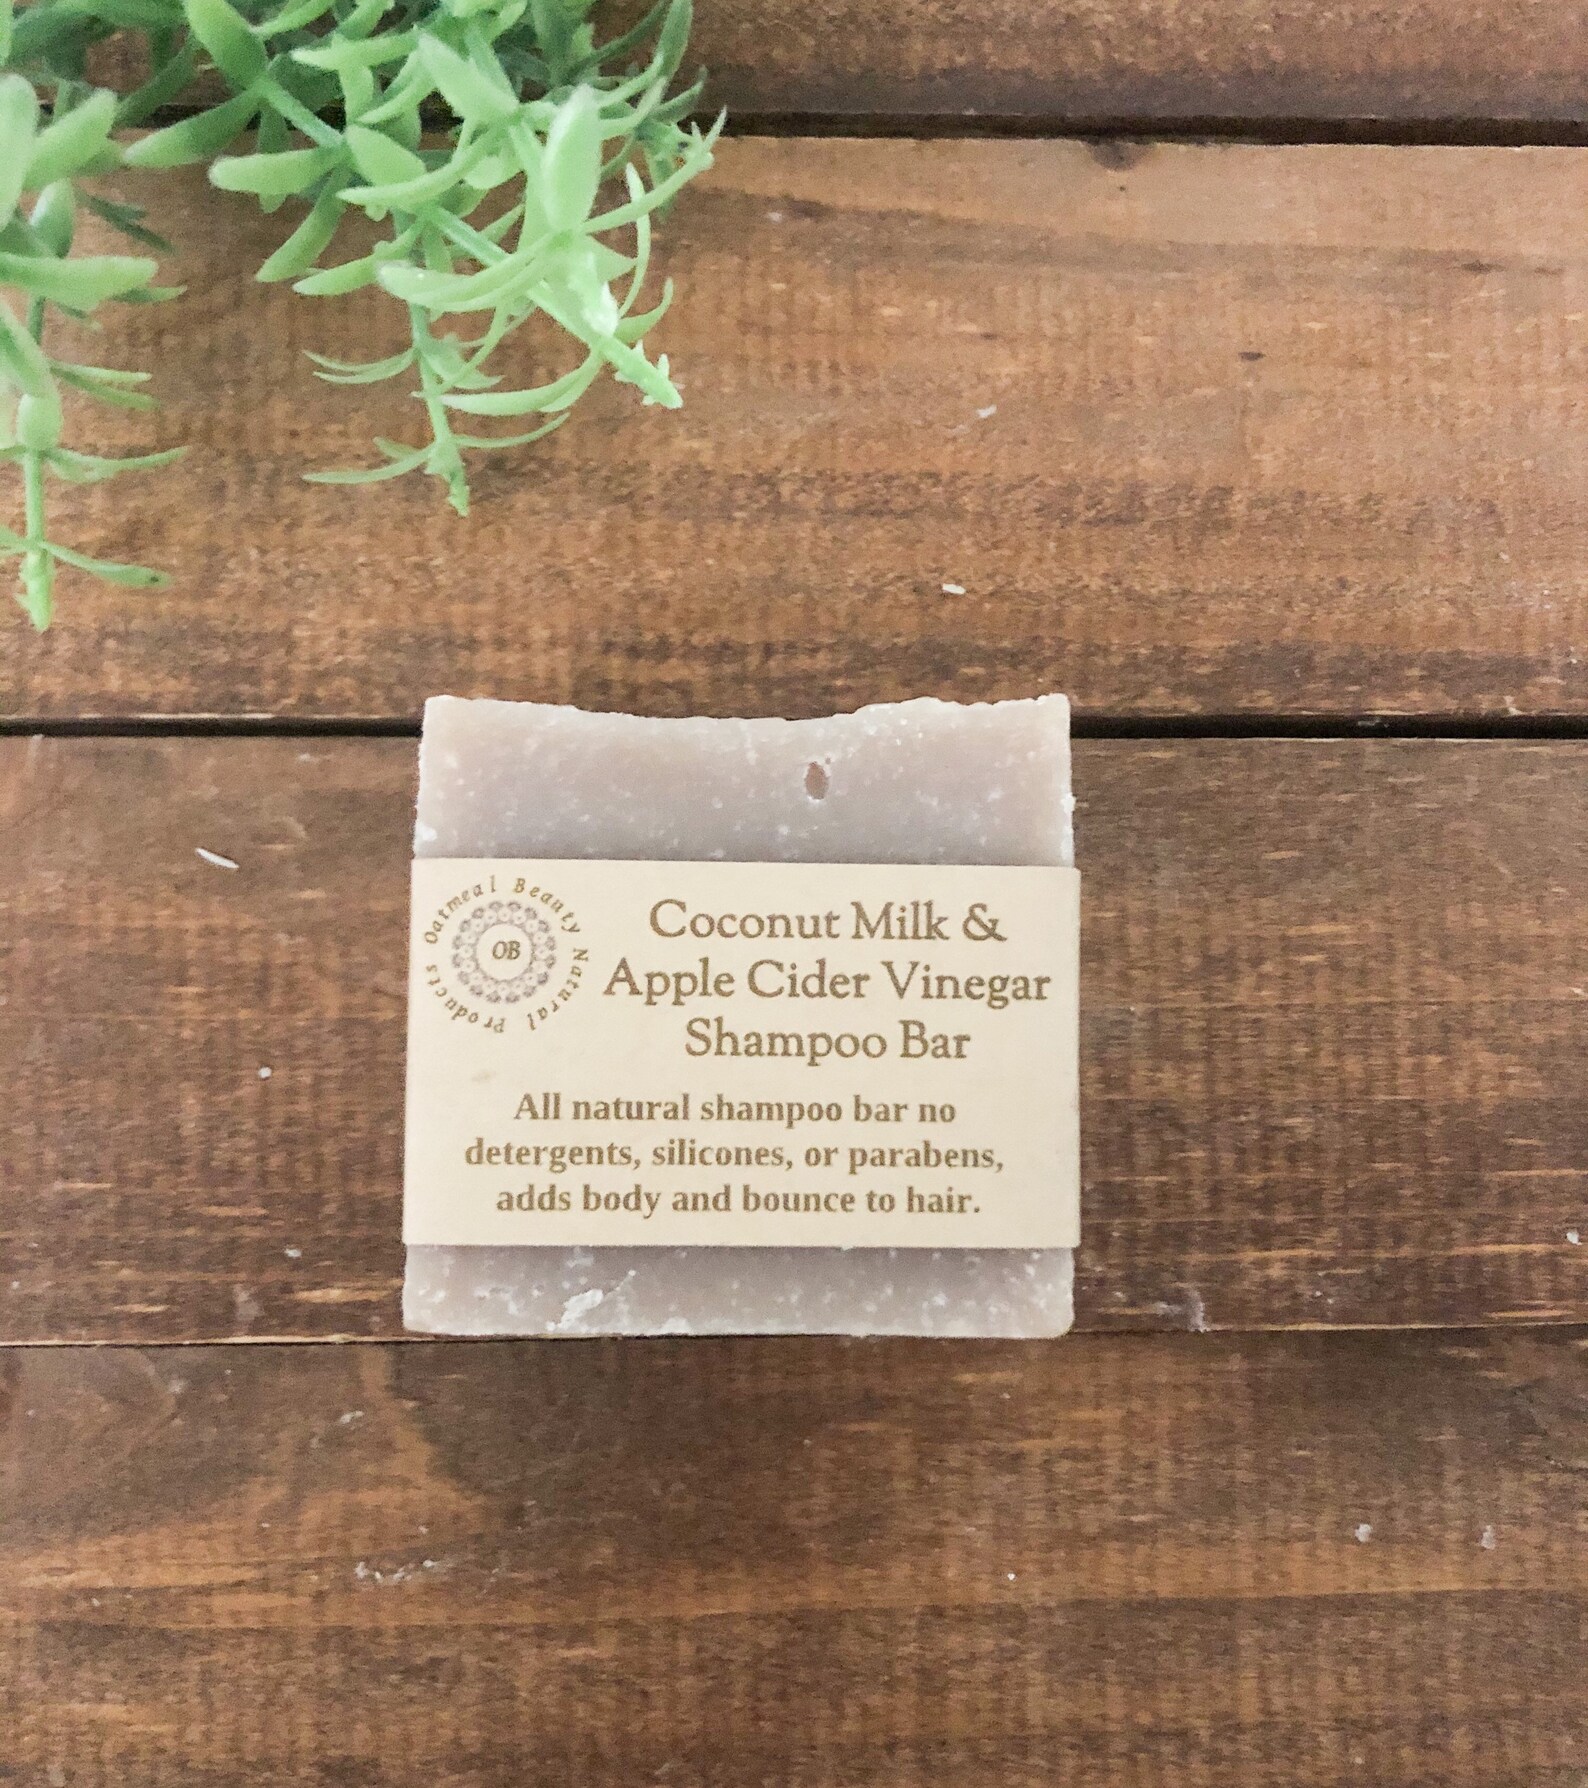 Oatmeal Beauty Natural Products
OB
Coconut Milk &
Apple Cider Vinegar
Shampoo Bar
All natural shampoo bar no
detergents, silicones, or parabens,
adds body and bounce to hair.